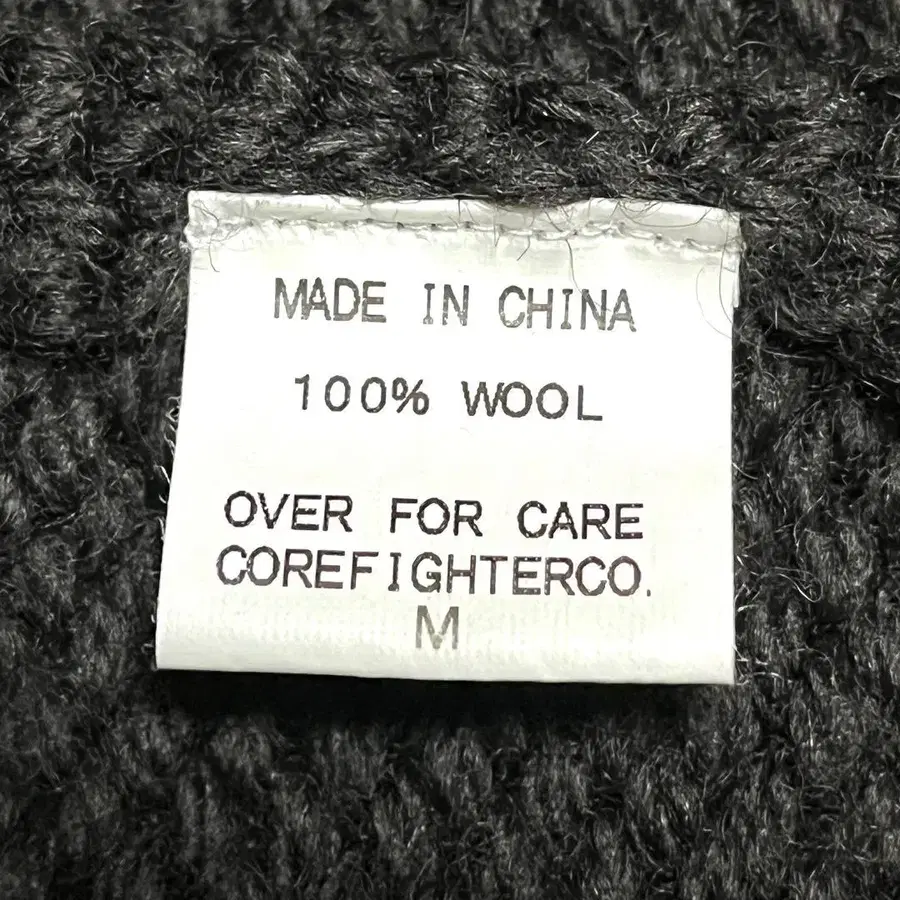 MADE IN CHINA
100% WOOL
OVER FOR CARE
COREFIGHTERCO.
M